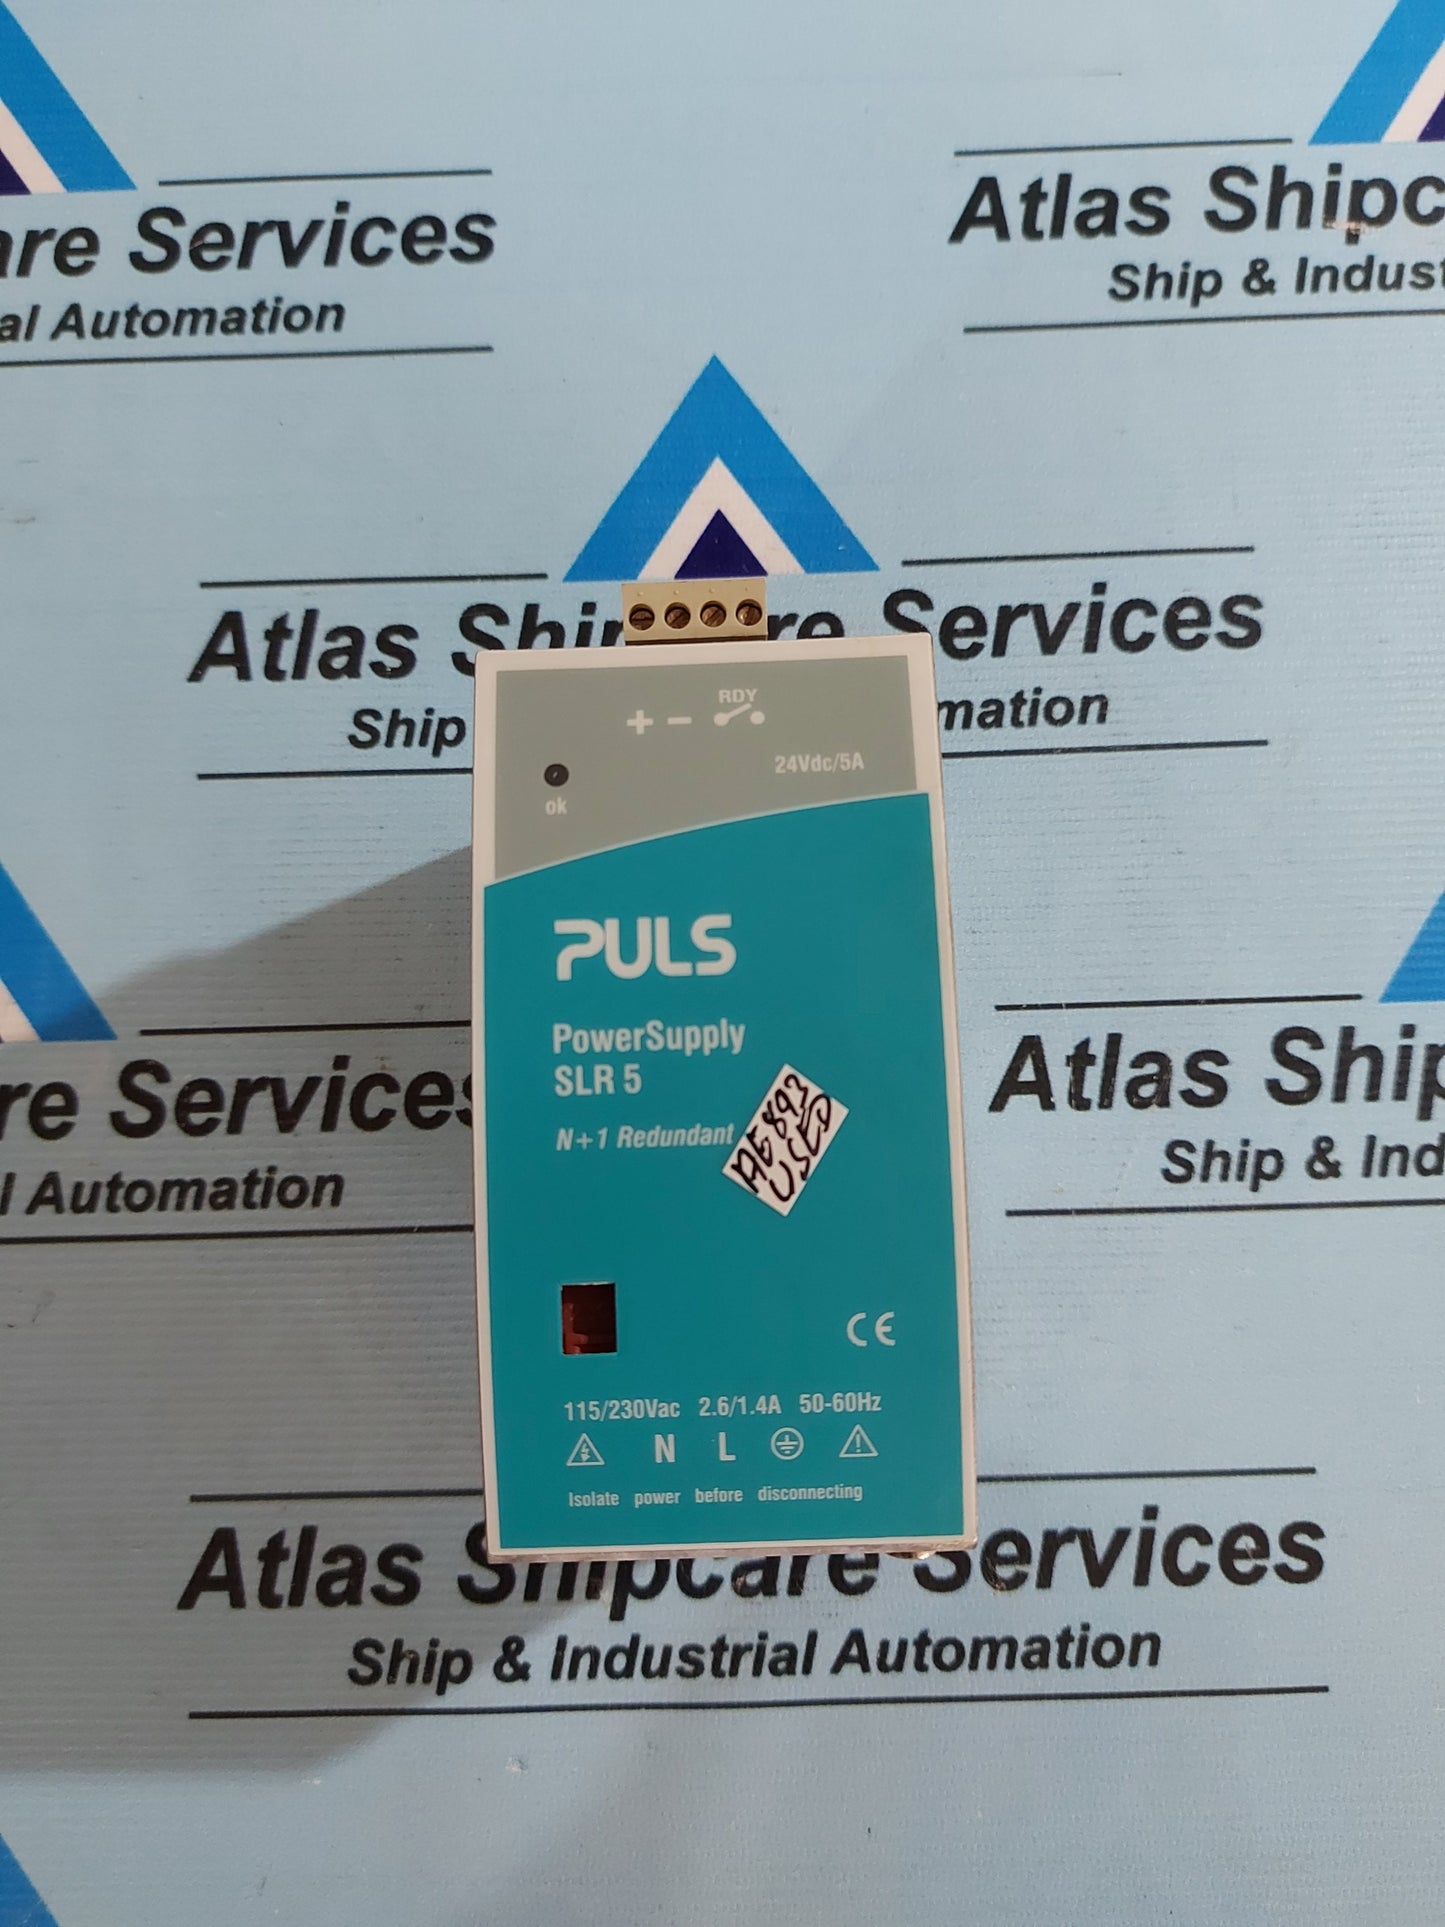 are Services
al Automation
Atlas Shipc
Ship & Indust
Atlas Ship
re Services
Ship
mation
RDY
+ −
24Vdc/5A
ok
PULS
PowerSupply
SLR 5
N+1 Redundant
AE8893
USED
CE
115/230Vac 2.6/1.4A 50-60Hz
N L
Isolate power before disconnecting
re Services
l Automation
Atlas Ship
Ship & Ind
Atlas Shipcare Services
Ship & Industrial Automation